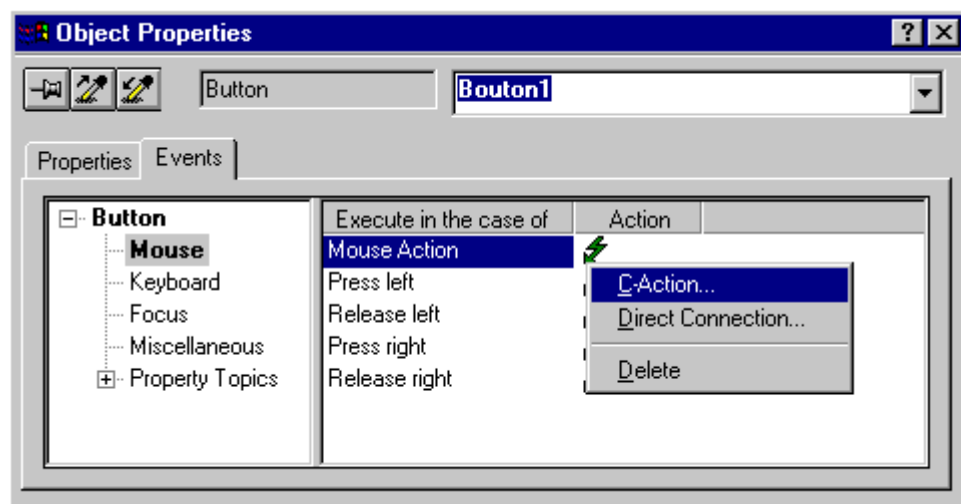 Object Properties
Button Bouton1
Properties Events
Button
Mouse
Keyboard
Focus
Miscellaneous
Property Topics
Execute in the case of Action
Mouse Action
Press left
Release left
Press right
Release right
C-Action...
Direct Connection...
Delete